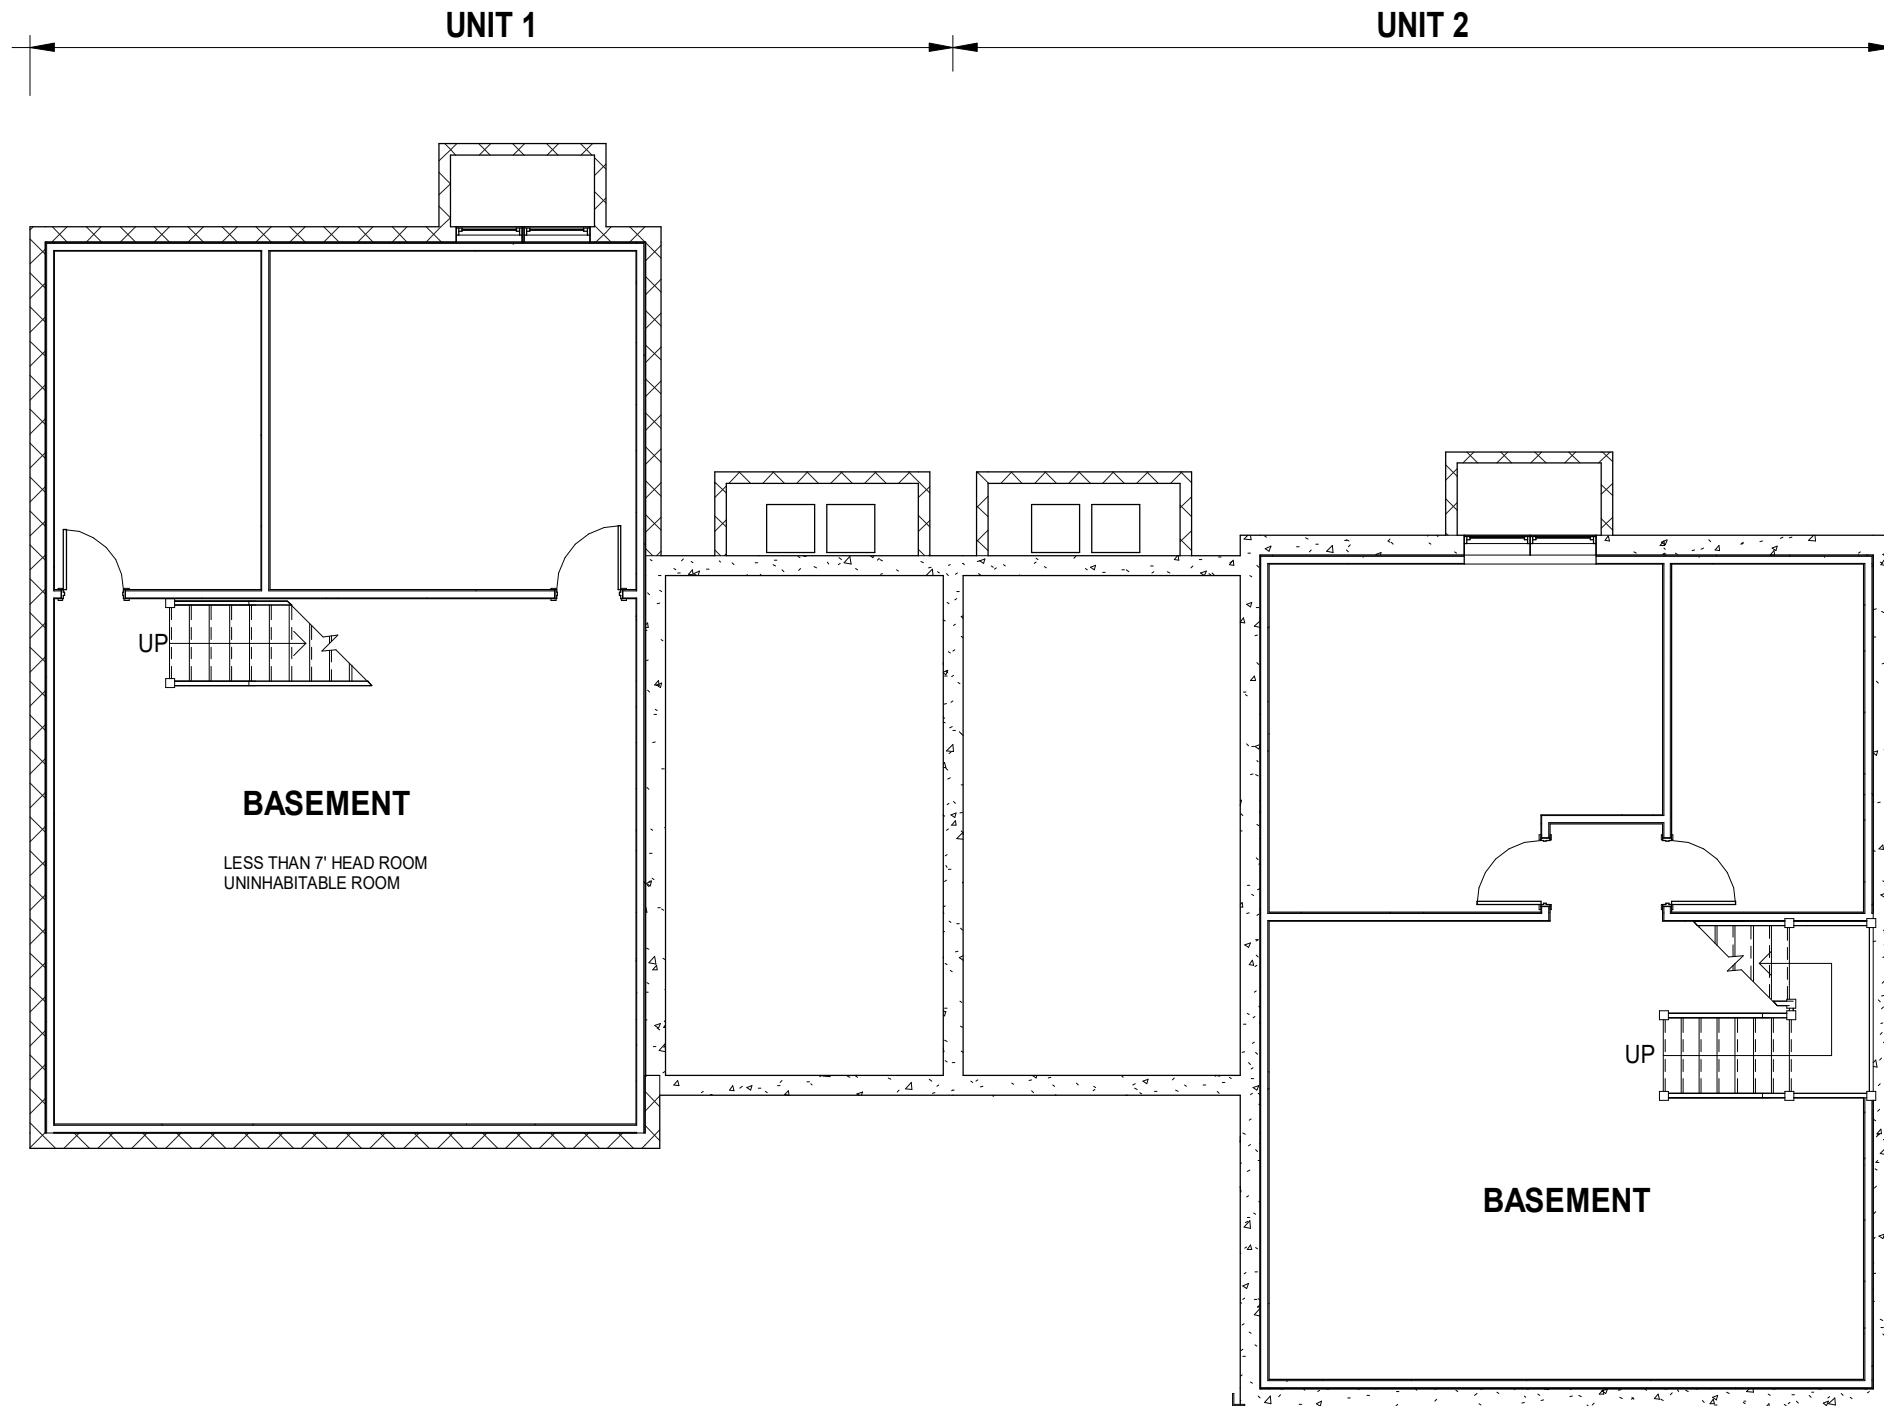 UNIT 1
UNIT 2
UP
BASEMENT
LESS THAN 7' HEAD ROOM
UNINHABITABLE ROOM
UP
BASEMENT